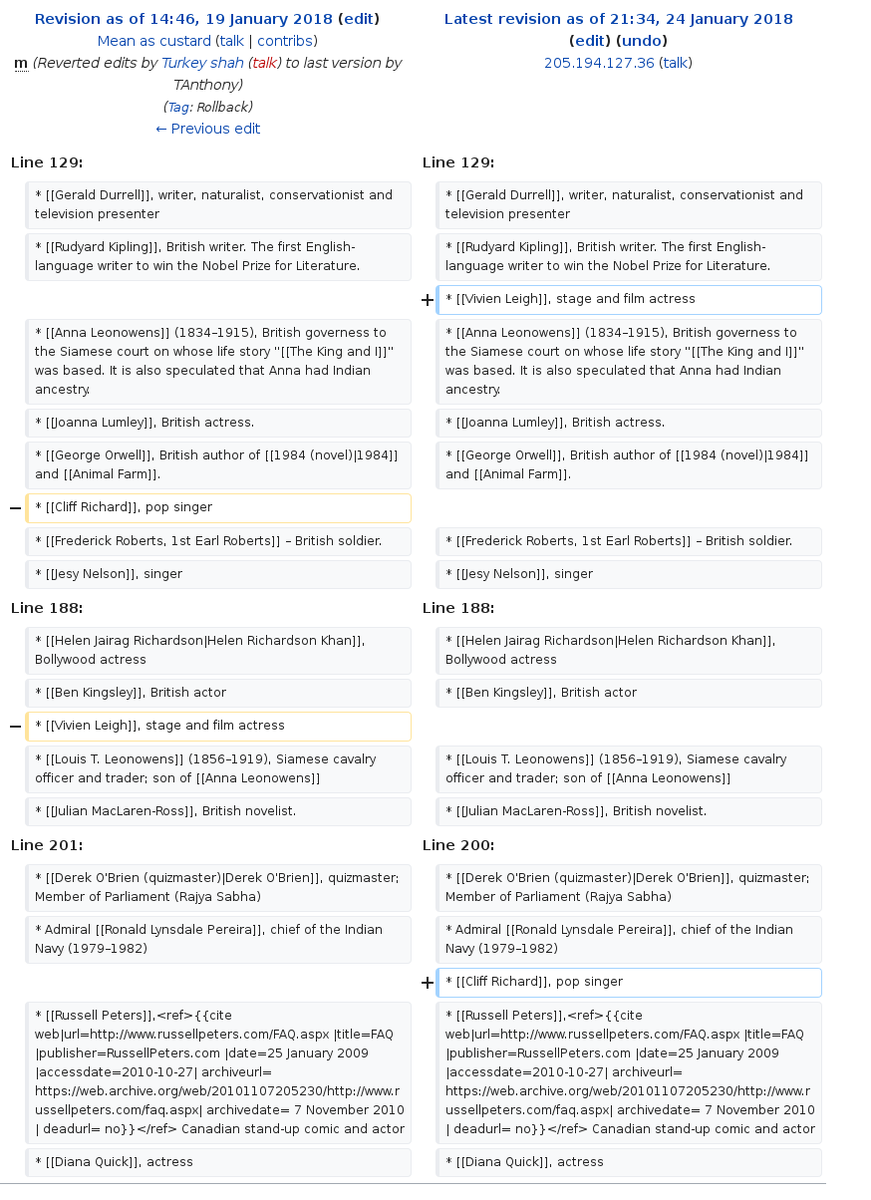 Revision as of 14:46, 19 January 2018 (edit)
Mean as custard (talk | contribs)
m (Reverted edits by Turkey shah (talk) to last version by
TAnthony)
(Tag: Rollback)
← Previous edit
Latest revision as of 21:34, 24 January 2018
(edit) (undo)
205.194.127.36 (talk)
Line 129:
Line 129:
* [[Gerald Durrell]], writer, naturalist, conservationist and
television presenter
* [[Gerald Durrell]], writer, naturalist, conservationist and
television presenter
* [[Rudyard Kipling]], British writer. The first English-
language writer to win the Nobel Prize for Literature.
* [[Rudyard Kipling]], British writer. The first English-
language writer to win the Nobel Prize for Literature.
+ * [[Vivien Leigh]], stage and film actress
* [[Anna Leonowens]] (1834–1915), British governess to
the Siamese court on whose life story "[[The King and I]]"
was based. It is also speculated that Anna had Indian
ancestry.
* [[Anna Leonowens]] (1834–1915), British governess to
the Siamese court on whose life story "[[The King and I]]"
was based. It is also speculated that Anna had Indian
ancestry.
* [[Joanna Lumley]], British actress.
* [[Joanna Lumley]], British actress.
* [[George Orwell]], British author of [[1984 (novel)|1984]]
and [[Animal Farm]].
* [[George Orwell]], British author of [[1984 (novel)|1984]]
and [[Animal Farm]].
− * [[Cliff Richard]], pop singer
* [[Frederick Roberts, 1st Earl Roberts]] – British soldier.
* [[Frederick Roberts, 1st Earl Roberts]] – British soldier.
* [[Jesy Nelson]], singer
* [[Jesy Nelson]], singer
Line 188:
Line 188:
* [[Helen Jairag Richardson|Helen Richardson Khan]],
Bollywood actress
* [[Helen Jairag Richardson|Helen Richardson Khan]],
Bollywood actress
* [[Ben Kingsley]], British actor
* [[Ben Kingsley]], British actor
− * [[Vivien Leigh]], stage and film actress
* [[Louis T. Leonowens]] (1856–1919), Siamese cavalry
officer and trader; son of [[Anna Leonowens]]
* [[Louis T. Leonowens]] (1856–1919), Siamese cavalry
officer and trader; son of [[Anna Leonowens]]
* [[Julian MacLaren-Ross]], British novelist.
* [[Julian MacLaren-Ross]], British novelist.
Line 201:
Line 200:
* [[Derek O'Brien (quizmaster)|Derek O'Brien]], quizmaster;
Member of Parliament (Rajya Sabha)
* [[Derek O'Brien (quizmaster)|Derek O'Brien]], quizmaster;
Member of Parliament (Rajya Sabha)
* Admiral [[Ronald Lynsdale Pereira]], chief of the Indian
Navy (1979–1982)
* Admiral [[Ronald Lynsdale Pereira]], chief of the Indian
Navy (1979–1982)
+ * [[Cliff Richard]], pop singer
* [[Russell Peters]],<ref>{{cite
web|url=http://www.russellpeters.com/FAQ.aspx |title=FAQ
|publisher=RussellPeters.com |date=25 January 2009
|accessdate=2010-10-27| archiveurl=
https://web.archive.org/web/20101107205230/http://www.r
ussellpeters.com/faq.aspx| archivedate= 7 November 2010
| deadurl= no}}</ref> Canadian stand-up comic and actor
* [[Russell Peters]],<ref>{{cite
web|url=http://www.russellpeters.com/FAQ.aspx |title=FAQ
|publisher=RussellPeters.com |date=25 January 2009
|accessdate=2010-10-27| archiveurl=
https://web.archive.org/web/20101107205230/http://www.r
ussellpeters.com/faq.aspx| archivedate= 7 November 2010
| deadurl= no}}</ref> Canadian stand-up comic and actor
* [[Diana Quick]], actress
* [[Diana Quick]], actress